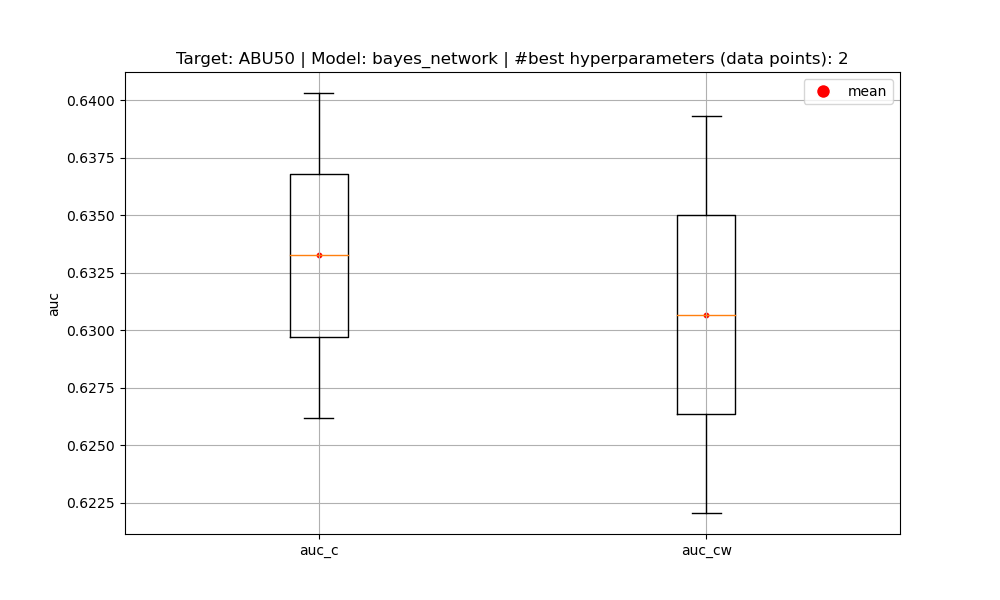 Target: ABU50 | Model: bayes_network | #best hyperparameters (data points): 2
mean
0.6400
0.6375
0.6350
0.6325
0.6300
0.6275
0.6250
0.6225
auc
auc_c
auc_cw